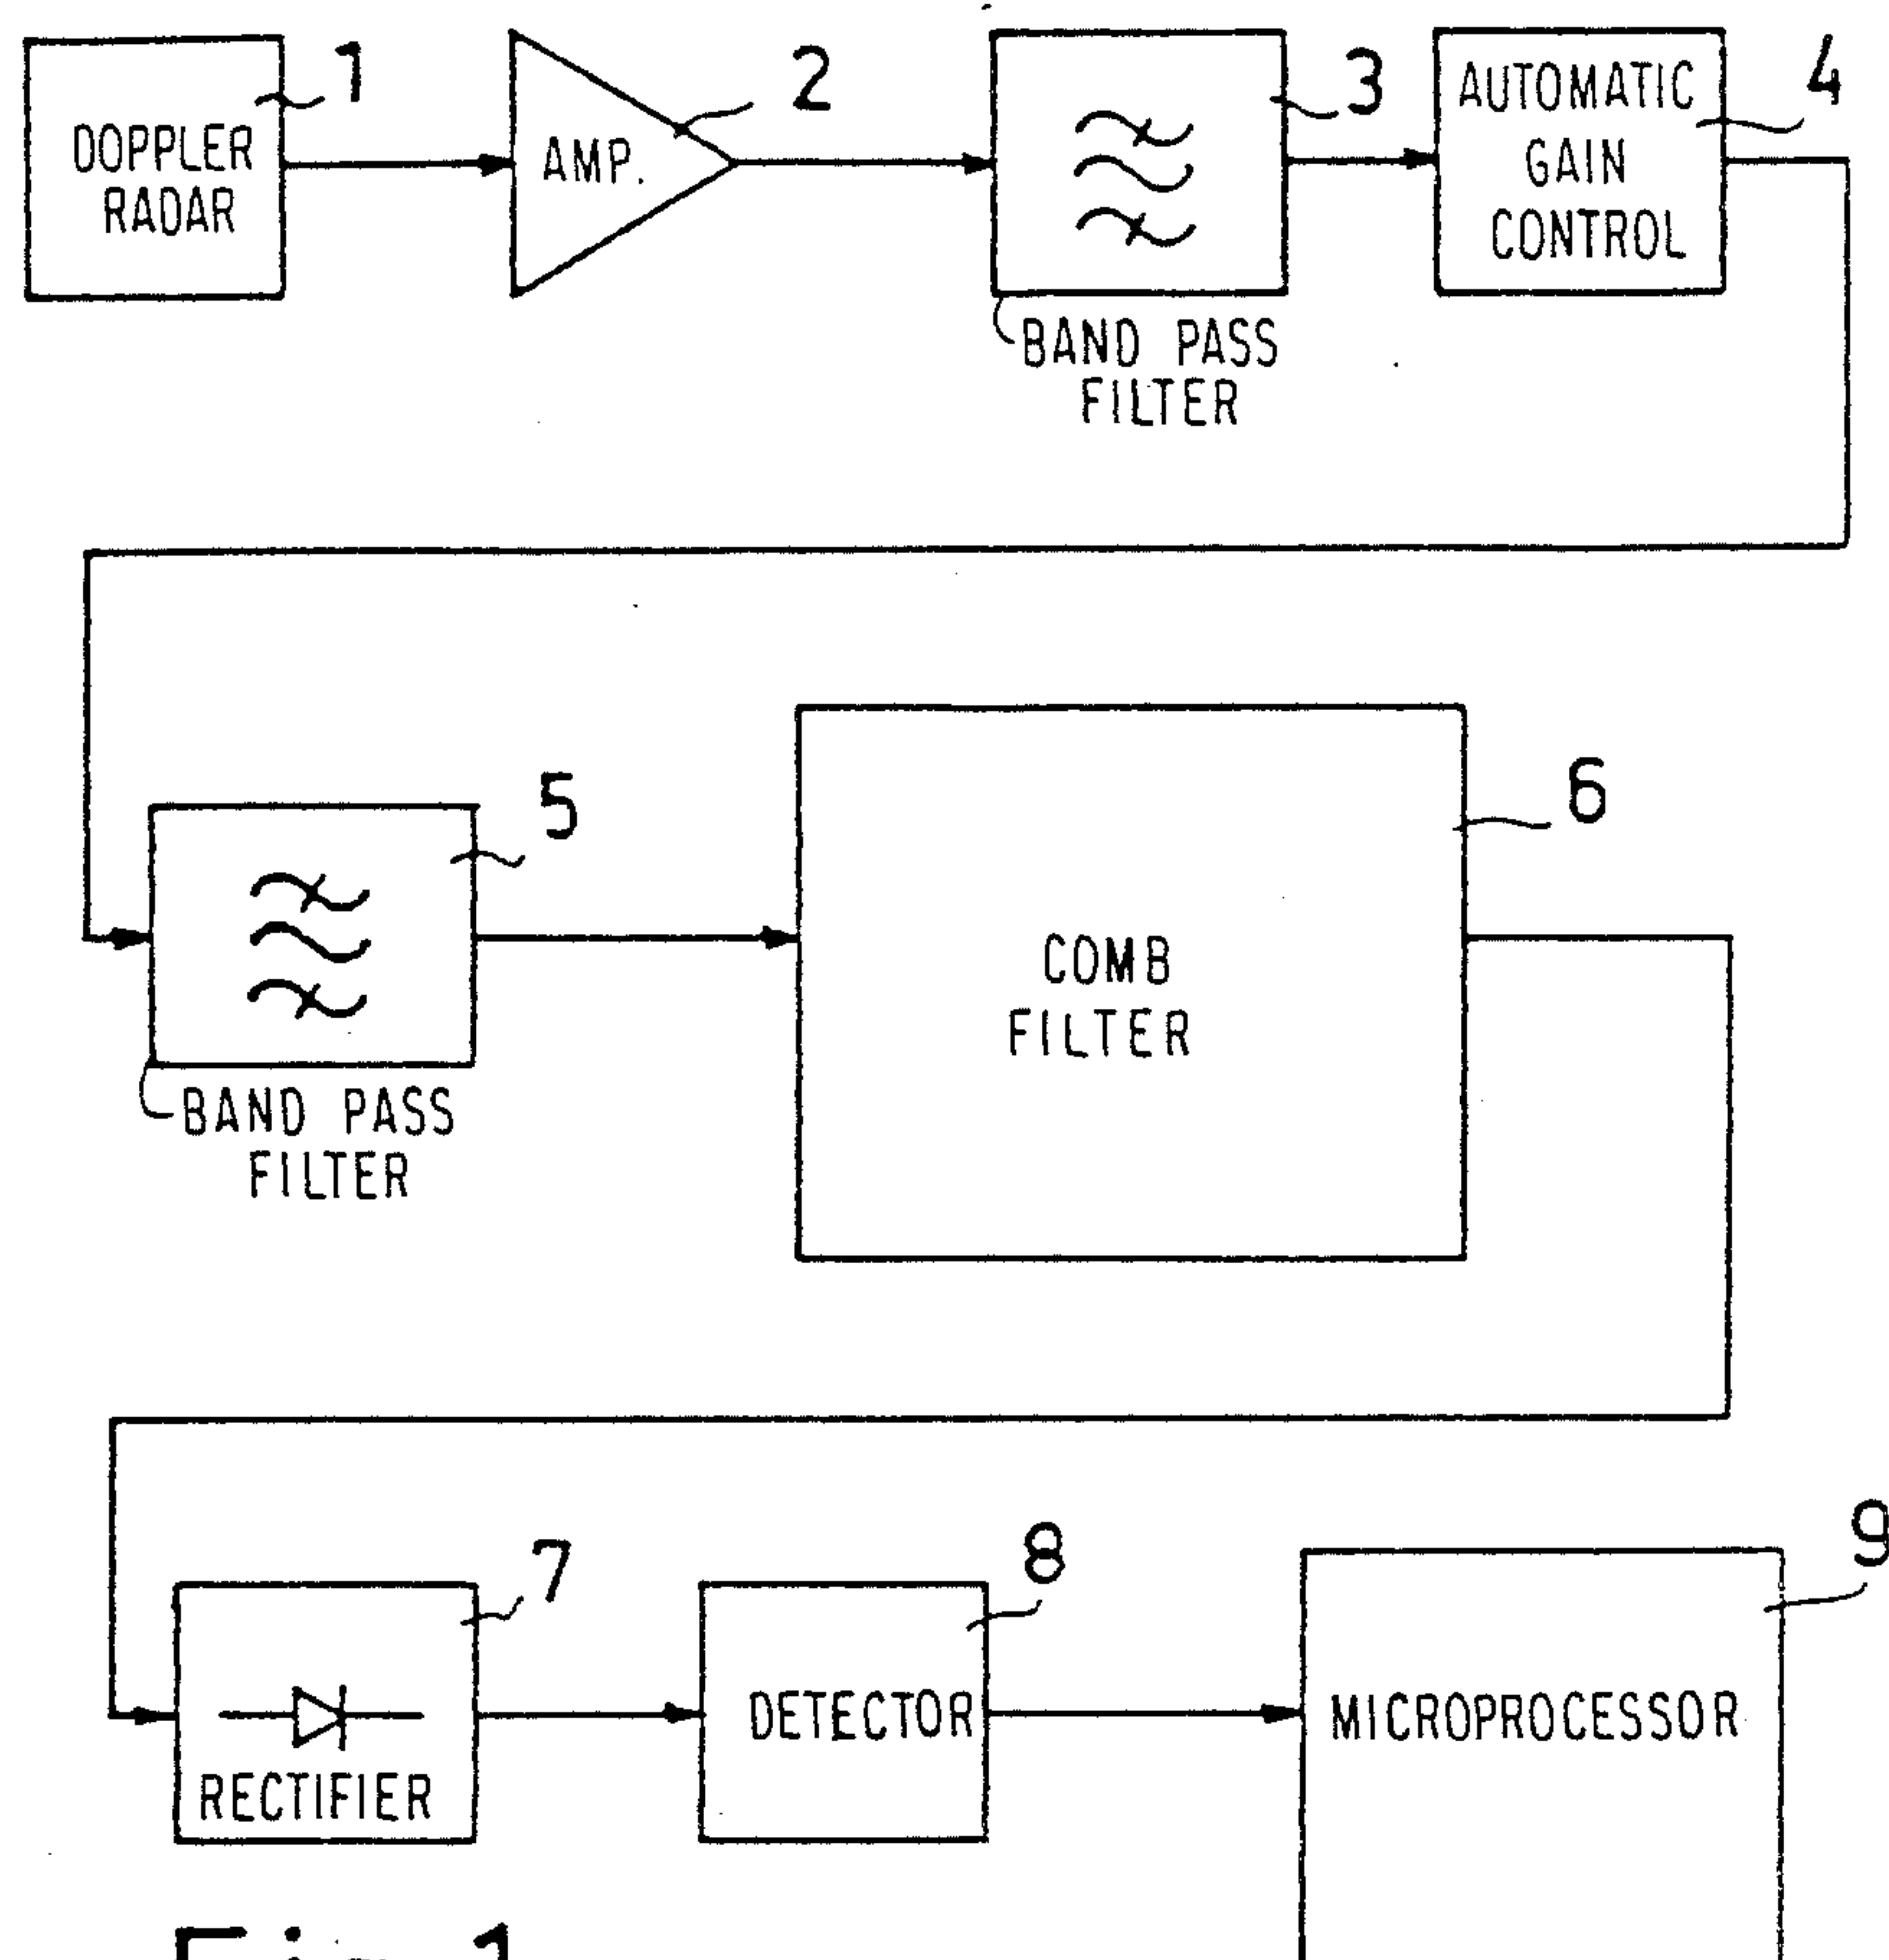 1
DOPPLER
RADAR
2
AMP.
3
BAND PASS
FILTER
4
AUTOMATIC
GAIN
CONTROL
5
BAND PASS
FILTER
6
COMB
FILTER
7
RECTIFIER
8
DETECTOR
9
MICROPROCESSOR